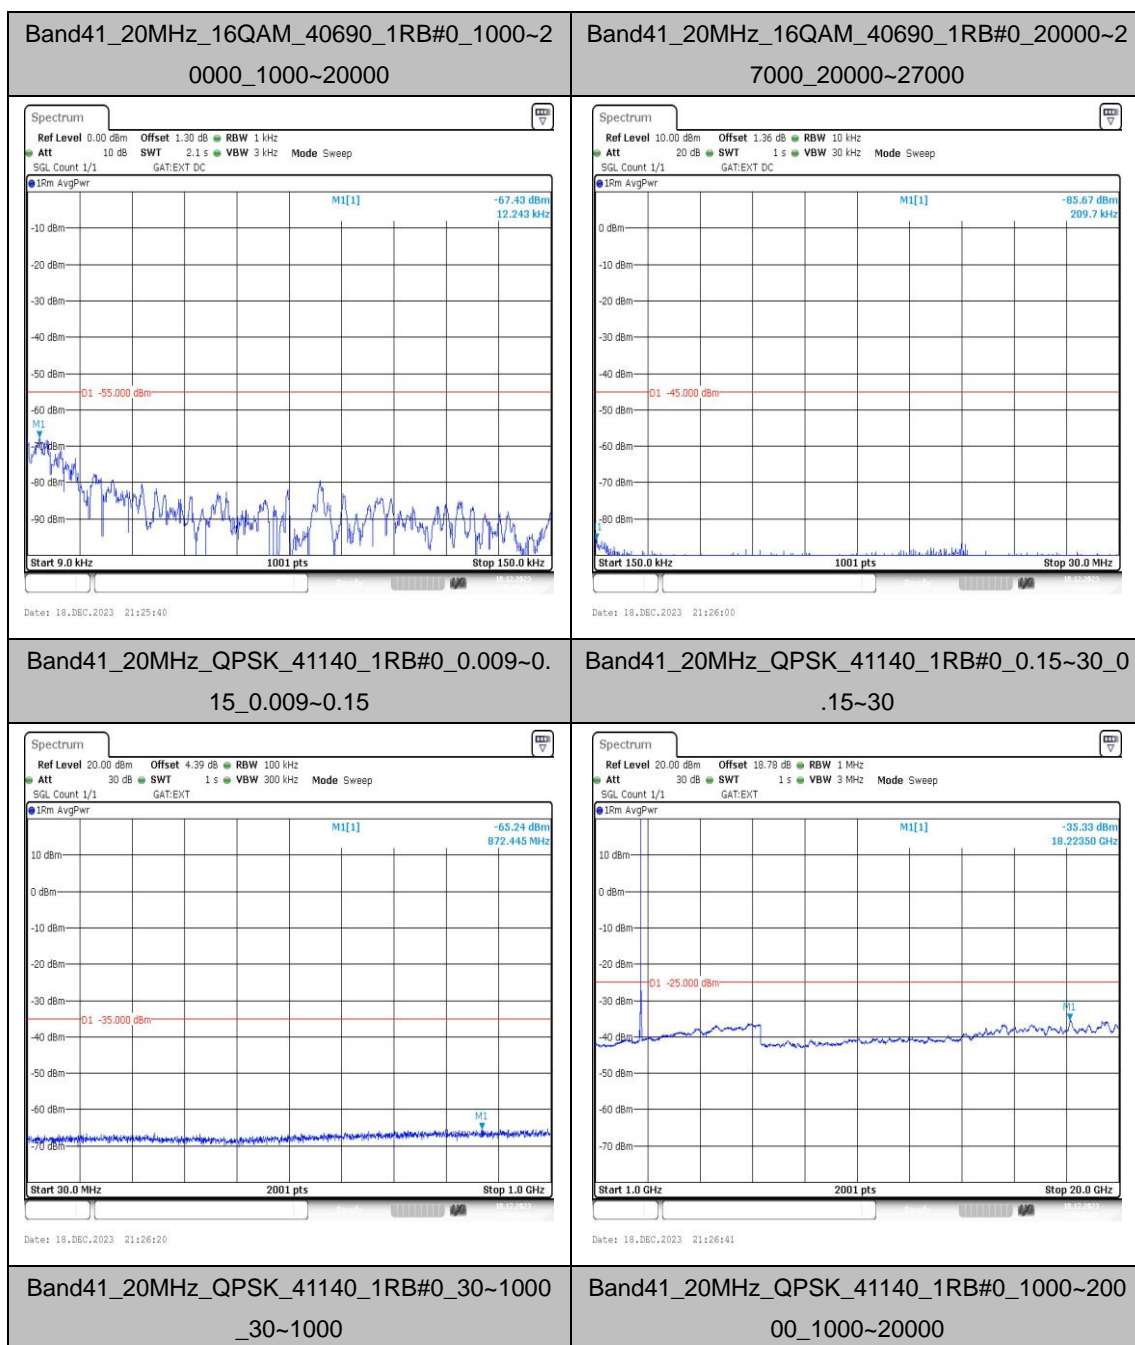 Band41_20MHz_16QAM_40690_1RB#0_1000~2
0000_1000~20000
Band41_20MHz_16QAM_40690_1RB#0_20000~2
7000_20000~27000
Spectrum
Ref Level 0.00 dBm Offset 1.30 dB RBW 1 kHz
Att 10 dB SWT 2.1 s VBW 3 kHz Mode Sweep
SGL Count 1/1 GAT:EXT DC
1Rm AvgPwr
M1[1] -67.43 dBm
12.243 kHz
-10 dBm
-20 dBm
-30 dBm
-40 dBm
-50 dBm
D1 -55.000 dBm
-60 dBm
M1
-70 dBm
-80 dBm
-90 dBm
Start 9.0 kHz 1001 pts Stop 150.0 kHz
Date: 18.DEC.2023 21:25:40
Spectrum
Ref Level 10.00 dBm Offset 1.36 dB RBW 10 kHz
Att 20 dB SWT 1 s VBW 30 kHz Mode Sweep
SGL Count 1/1 GAT:EXT DC
1Rm AvgPwr
M1[1] -85.67 dBm
209.7 kHz
0 dBm
-10 dBm
-20 dBm
-30 dBm
-40 dBm
D1 -45.000 dBm
-50 dBm
-60 dBm
-70 dBm
-80 dBm
Start 150.0 kHz 1001 pts Stop 30.0 MHz
Date: 18.DEC.2023 21:26:00
Band41_20MHz_QPSK_41140_1RB#0_0.009~0.
15_0.009~0.15
Band41_20MHz_QPSK_41140_1RB#0_0.15~30_0
.15~30
Spectrum
Ref Level 20.00 dBm Offset 4.39 dB RBW 100 kHz
Att 30 dB SWT 1 s VBW 300 kHz Mode Sweep
SGL Count 1/1 GAT:EXT
1Rm AvgPwr
M1[1] -65.24 dBm
872.445 MHz
10 dBm
0 dBm
-10 dBm
-20 dBm
-30 dBm
D1 -35.000 dBm
-40 dBm
-50 dBm
-60 dBm
M1
-70 dBm
Start 30.0 MHz 2001 pts Stop 1.0 GHz
Date: 18.DEC.2023 21:26:20
Spectrum
Ref Level 20.00 dBm Offset 18.78 dB RBW 1 MHz
Att 30 dB SWT 1 s VBW 3 MHz Mode Sweep
SGL Count 1/1 GAT:EXT
1Rm AvgPwr
M1[1] -35.33 dBm
18.22350 GHz
10 dBm
0 dBm
-10 dBm
-20 dBm
D1 -25.000 dBm
-30 dBm
M1
-40 dBm
-50 dBm
-60 dBm
-70 dBm
Start 1.0 GHz 2001 pts Stop 20.0 GHz
Date: 18.DEC.2023 21:26:41
Band41_20MHz_QPSK_41140_1RB#0_30~1000
_30~1000
Band41_20MHz_QPSK_41140_1RB#0_1000~200
00_1000~20000